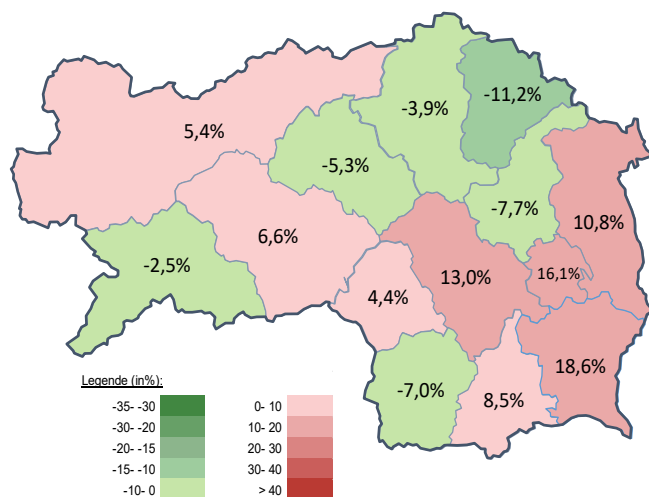 -11,2%
-3,9%
5,4%
-5,3%
-7,7%
10,8%
6,6%
-2,5%
13,0%
16,1%
4,4%
18,6%
-7,0%
8,5%
Legende (in%):
-35- -30 0- 10
-30- -20 10- 20
-20- -15 20- 30
-15- -10 30- 40
-10- 0 > 40